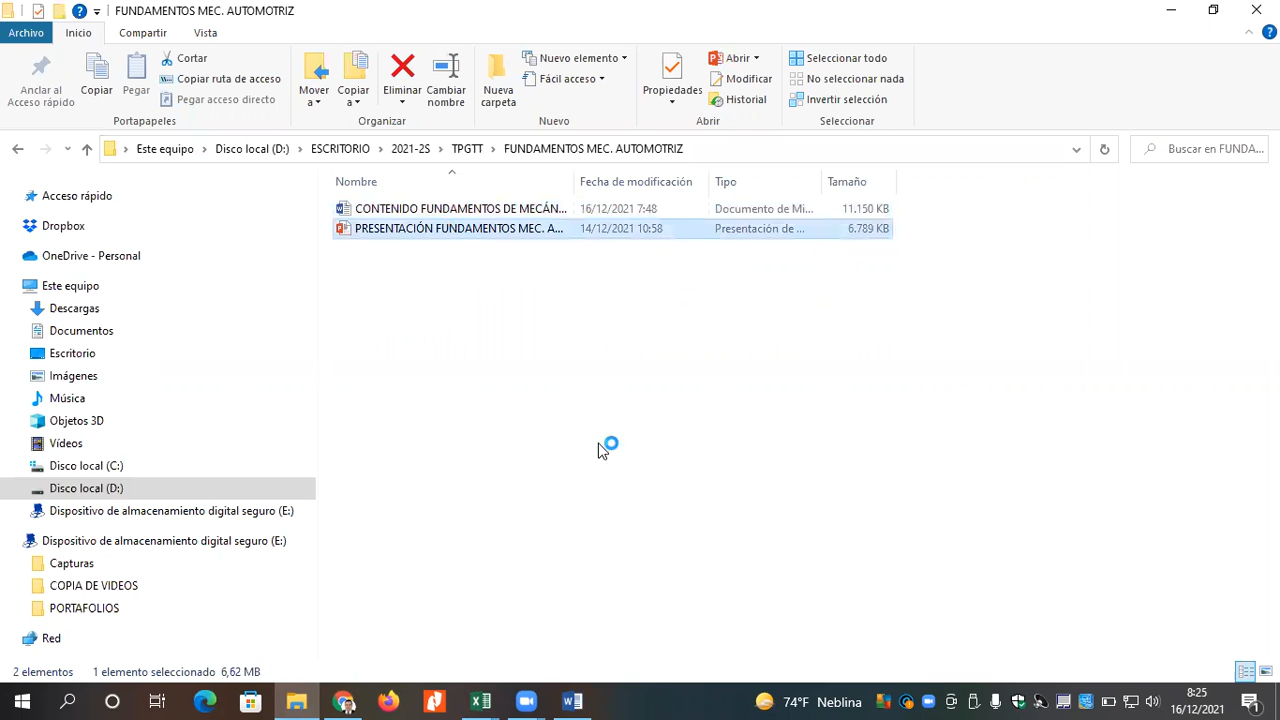 FUNDAMENTOS MEC. AUTOMOTRIZ
Archivo Inicio Compartir Vista
Anclar al Acceso rápido
Copiar
Pegar
Cortar
Copiar ruta de acceso
Pegar acceso directo
Portapapeles
Mover a
Copiar a
Eliminar
Cambiar nombre
Organizar
Nueva carpeta
Nuevo elemento
Fácil acceso
Nuevo
Propiedades
Abrir
Modificar
Historial
Abrir
Seleccionar todo
No seleccionar nada
Invertir selección
Seleccionar
Este equipo > Disco local (D:) > ESCRITORIO > 2021-2S > TPGTT > FUNDAMENTOS MEC. AUTOMOTRIZ
Buscar en FUNDA...
Nombre Fecha de modificación Tipo Tamaño
CONTENIDO FUNDAMENTOS DE MECÁN... 16/12/2021 7:48 Documento de Mi... 11.150 KB
PRESENTACIÓN FUNDAMENTOS MEC. A... 14/12/2021 10:58 Presentación de ... 6.789 KB
Acceso rápido
Dropbox
OneDrive - Personal
Este equipo
Descargas
Documentos
Escritorio
Imágenes
Música
Objetos 3D
Vídeos
Disco local (C:)
Disco local (D:)
Dispositivo de almacenamiento digital seguro (E:)
Dispositivo de almacenamiento digital seguro (E:)
Capturas
COPIA DE VIDEOS
PORTAFOLIOS
Red
2 elementos 1 elemento seleccionado 6,62 MB
74°F Neblina
8:25
16/12/2021
1